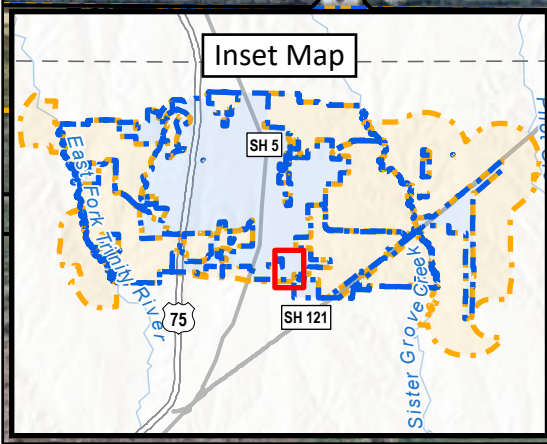 Inset Map
SH 5
East Fork Trinity River
75
SH 121
Sister Grove Creek